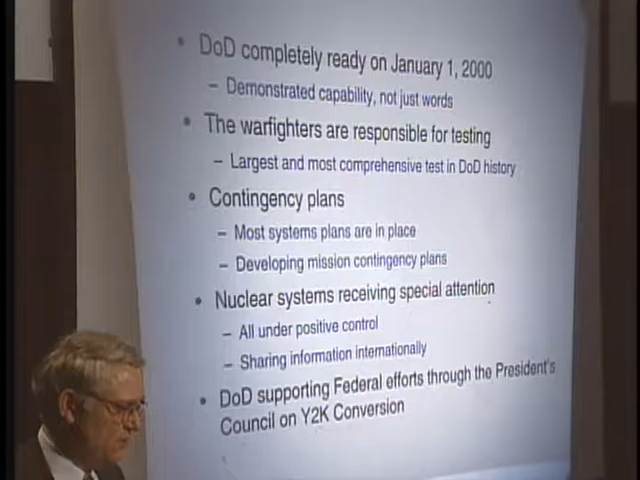 • DoD completely ready on January 1, 2000
– Demonstrated capability, not just words
• The warfighters are responsible for testing
– Largest and most comprehensive test in DoD history
• Contingency plans
– Most systems plans are in place
– Developing mission contingency plans
• Nuclear systems receiving special attention
– All under positive control
– Sharing information internationally
• DoD supporting Federal efforts through the President's
Council on Y2K Conversion